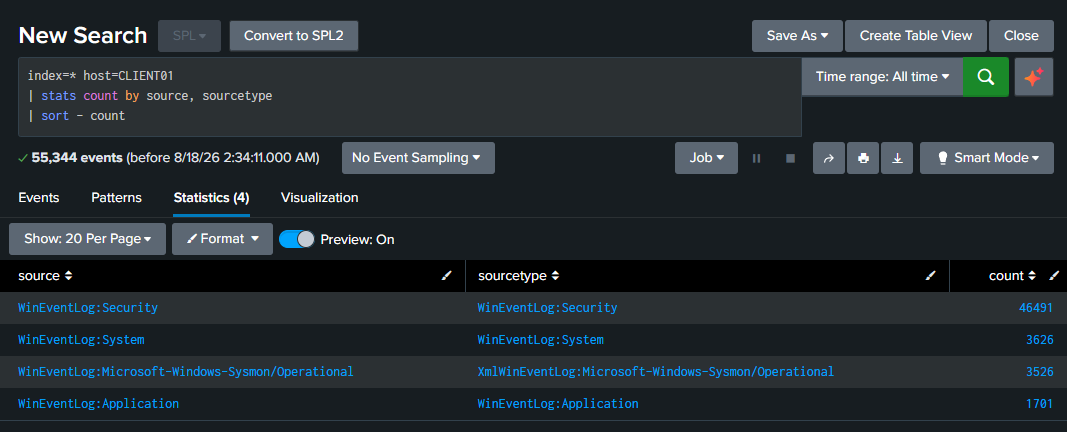 New Search SPL Convert to SPL2 Save As Create Table View Close
index=* host=CLIENT01 Time range: All time
| stats count by source, sourcetype
| sort - count
55,344 events (before 8/18/26 2:34:11.000 AM) No Event Sampling Job Smart Mode
Events Patterns Statistics (4) Visualization
Show: 20 Per Page Format Preview: On
source sourcetype count
WinEventLog:Security WinEventLog:Security 46491
WinEventLog:System WinEventLog:System 3626
WinEventLog:Microsoft-Windows-Sysmon/Operational XmlWinEventLog:Microsoft-Windows-Sysmon/Operational 3526
WinEventLog:Application WinEventLog:Application 1701